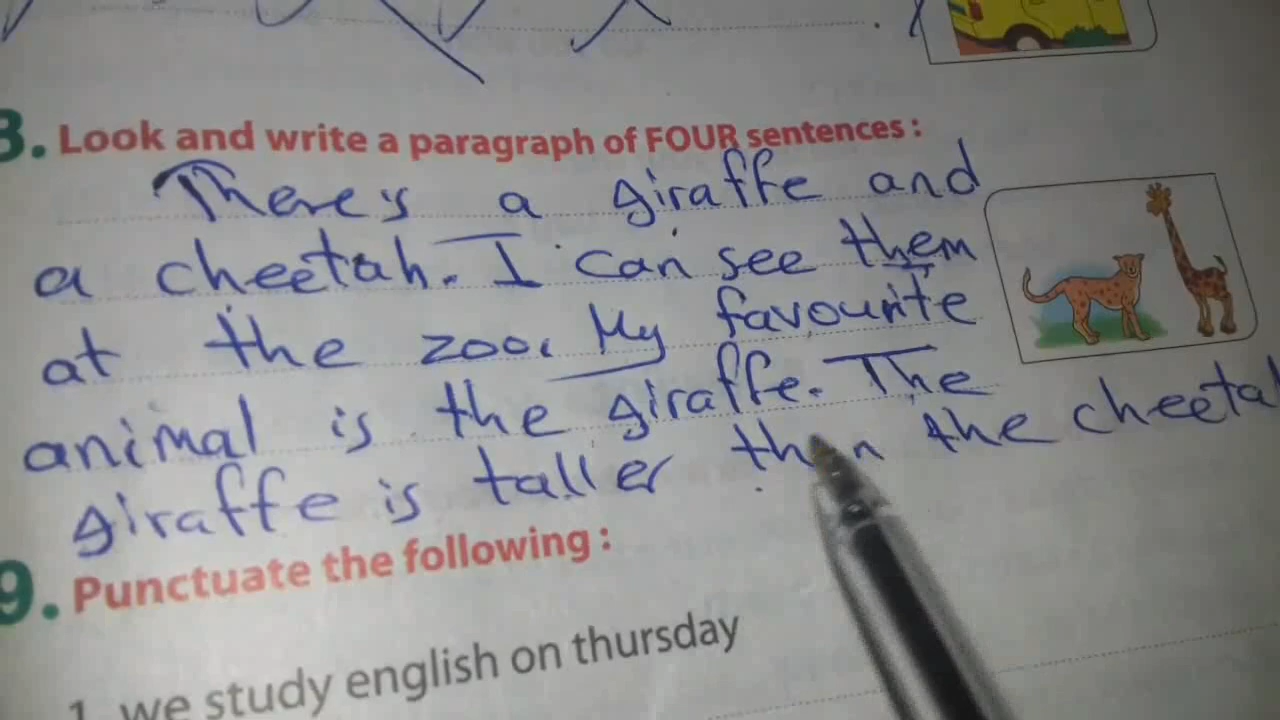 8. Look and write a paragraph of FOUR sentences:
There's a giraffe and
a cheetah. I can see them
at the zoo. My favourite
animal is the giraffe. The
giraffe is taller than the
9. Punctuate the following:
1. we study english on thursday